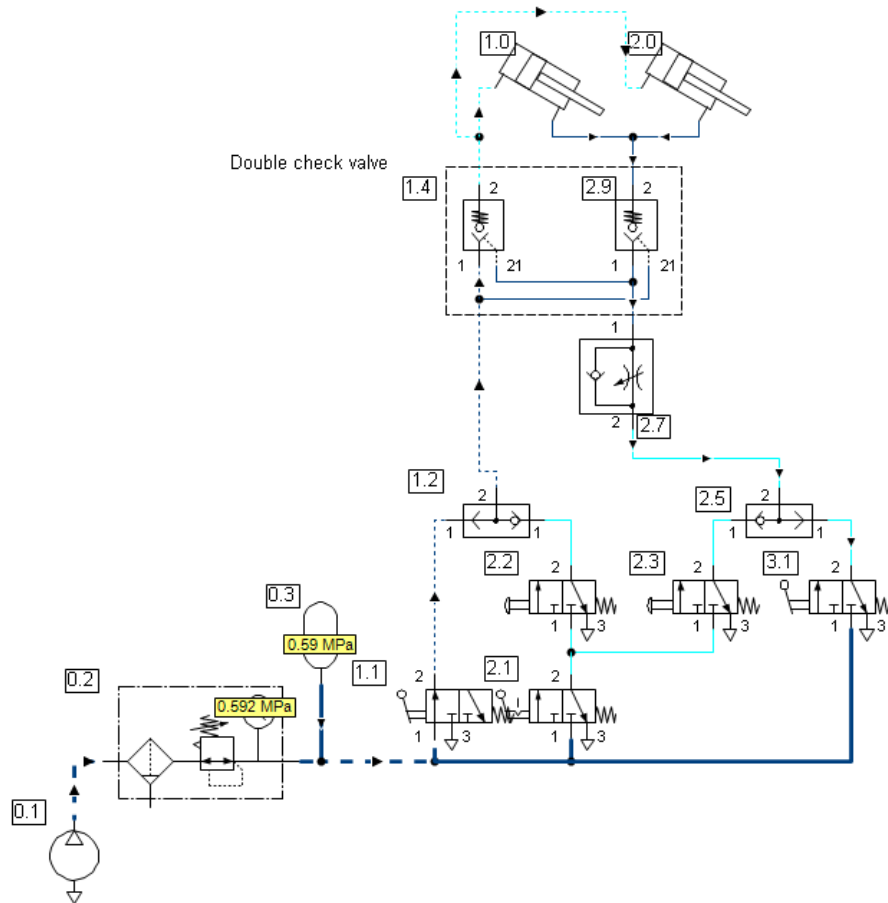 1.0
2.0
Double check valve
1.4 2 2.9 2
1 21 1 21
1
2 2.7
1.2 2 2.5 2
1 1 1 1
2.2 2 2.3 2 3.1 2
1 3 1 3 1 3
0.3
0.59 MPa
0.2 1.1 2 2.1 2
0.592 MPa
1 3 1 3
0.1